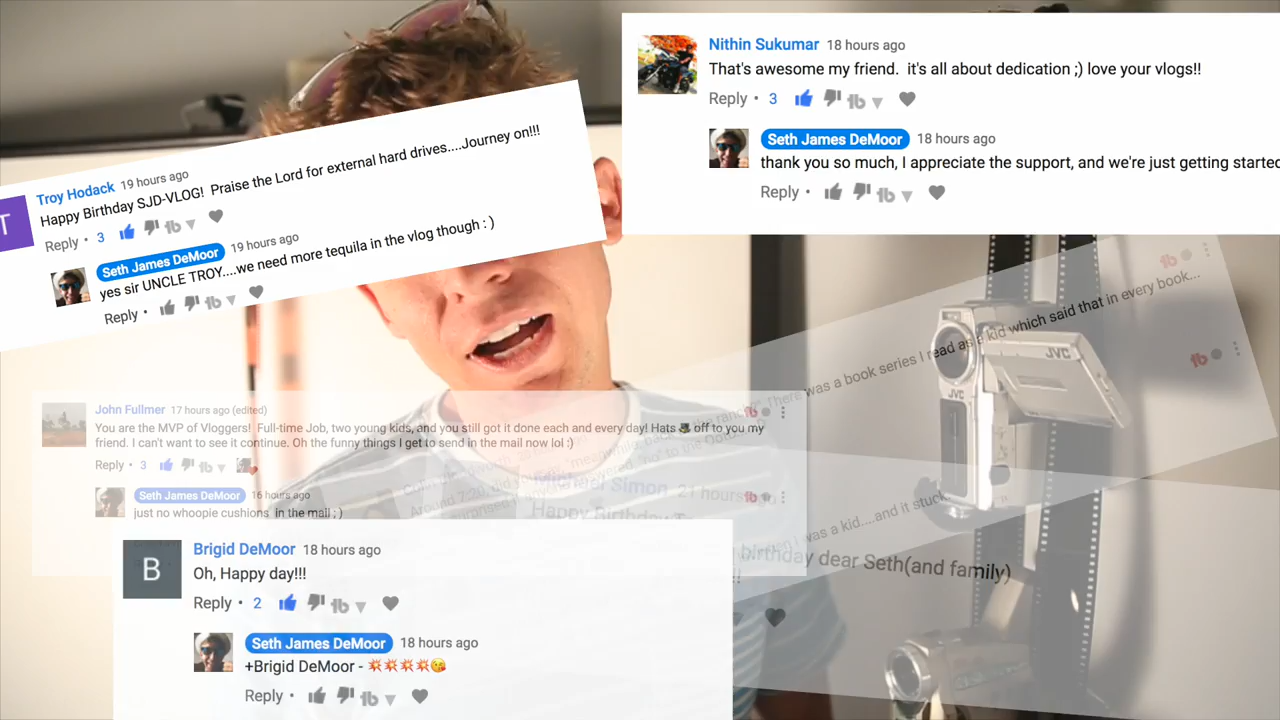 Nithin Sukumar 18 hours ago
That's awesome my friend. it's all about dedication ;) love your vlogs!!
Reply • 3
Seth James DeMoor 18 hours ago
thank you so much, I appreciate the support, and we're just getting started
Reply •
Troy Hodack 19 hours ago
Happy Birthday SJD-VLOG! Praise the Lord for external hard drives....Journey on!!!
Reply • 3
Seth James DeMoor 19 hours ago
yes sir UNCLE TROY....we need more tequila in the vlog though : )
Reply •
T
There was a book series I read as a kid which said that in every book...
JVC
JVC
John Fullmer 17 hours ago (edited)
You are the MVP of Vloggers! Full-time Job, two young kids, and you still got it done each and every day! Hats 🎩 off to you my
friend. I can't want to see it continue. Oh the funny things I get to send in the mail now lol :)
Reply • 3
Seth James DeMoor 16 hours ago
just no whoopie cushions in the mail ; )
Michael Simon 21 hours ago
Happy Birthday
when I was a kid....and it stuck
birthday dear Seth(and family)
!!
B
Brigid DeMoor 18 hours ago
Oh, Happy day!!!
Reply • 2
Seth James DeMoor 18 hours ago
+Brigid DeMoor - 💥💥💥💥😘
Reply •